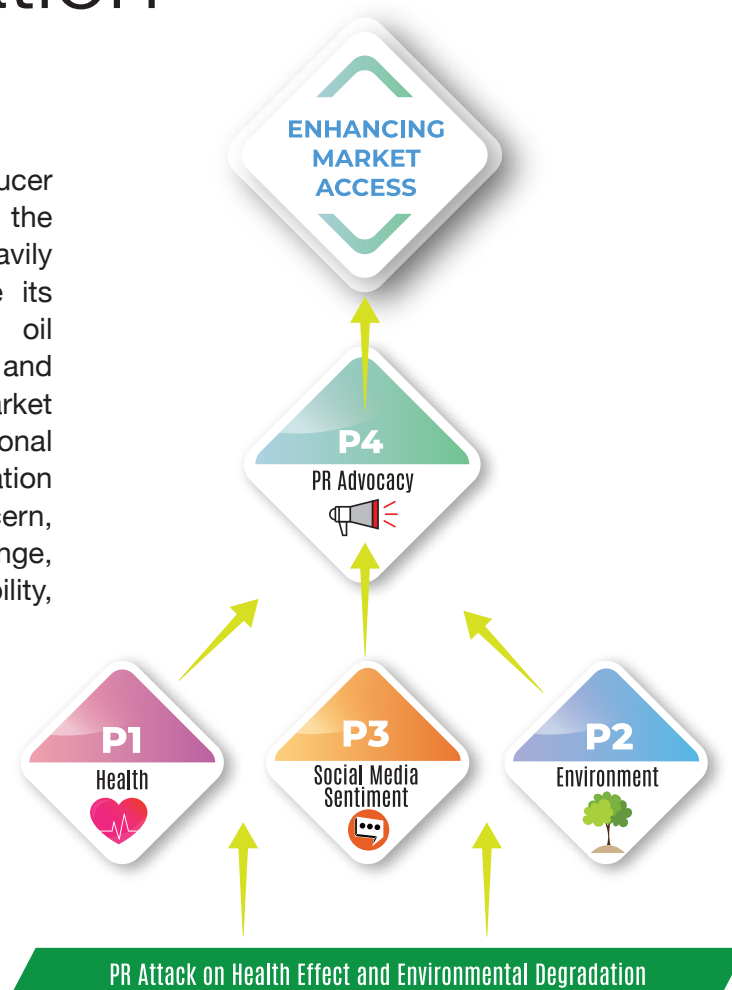 ucer
the
avily
e its
oil
and
arket
onal
ation
cern,
nge,
bility,
ENHANCING
MARKET
ACCESS
P4
PR Advocacy
P1
Health
P3
Social Media
Sentiment
P2
Environment
PR Attack on Health Effect and Environmental Degradation